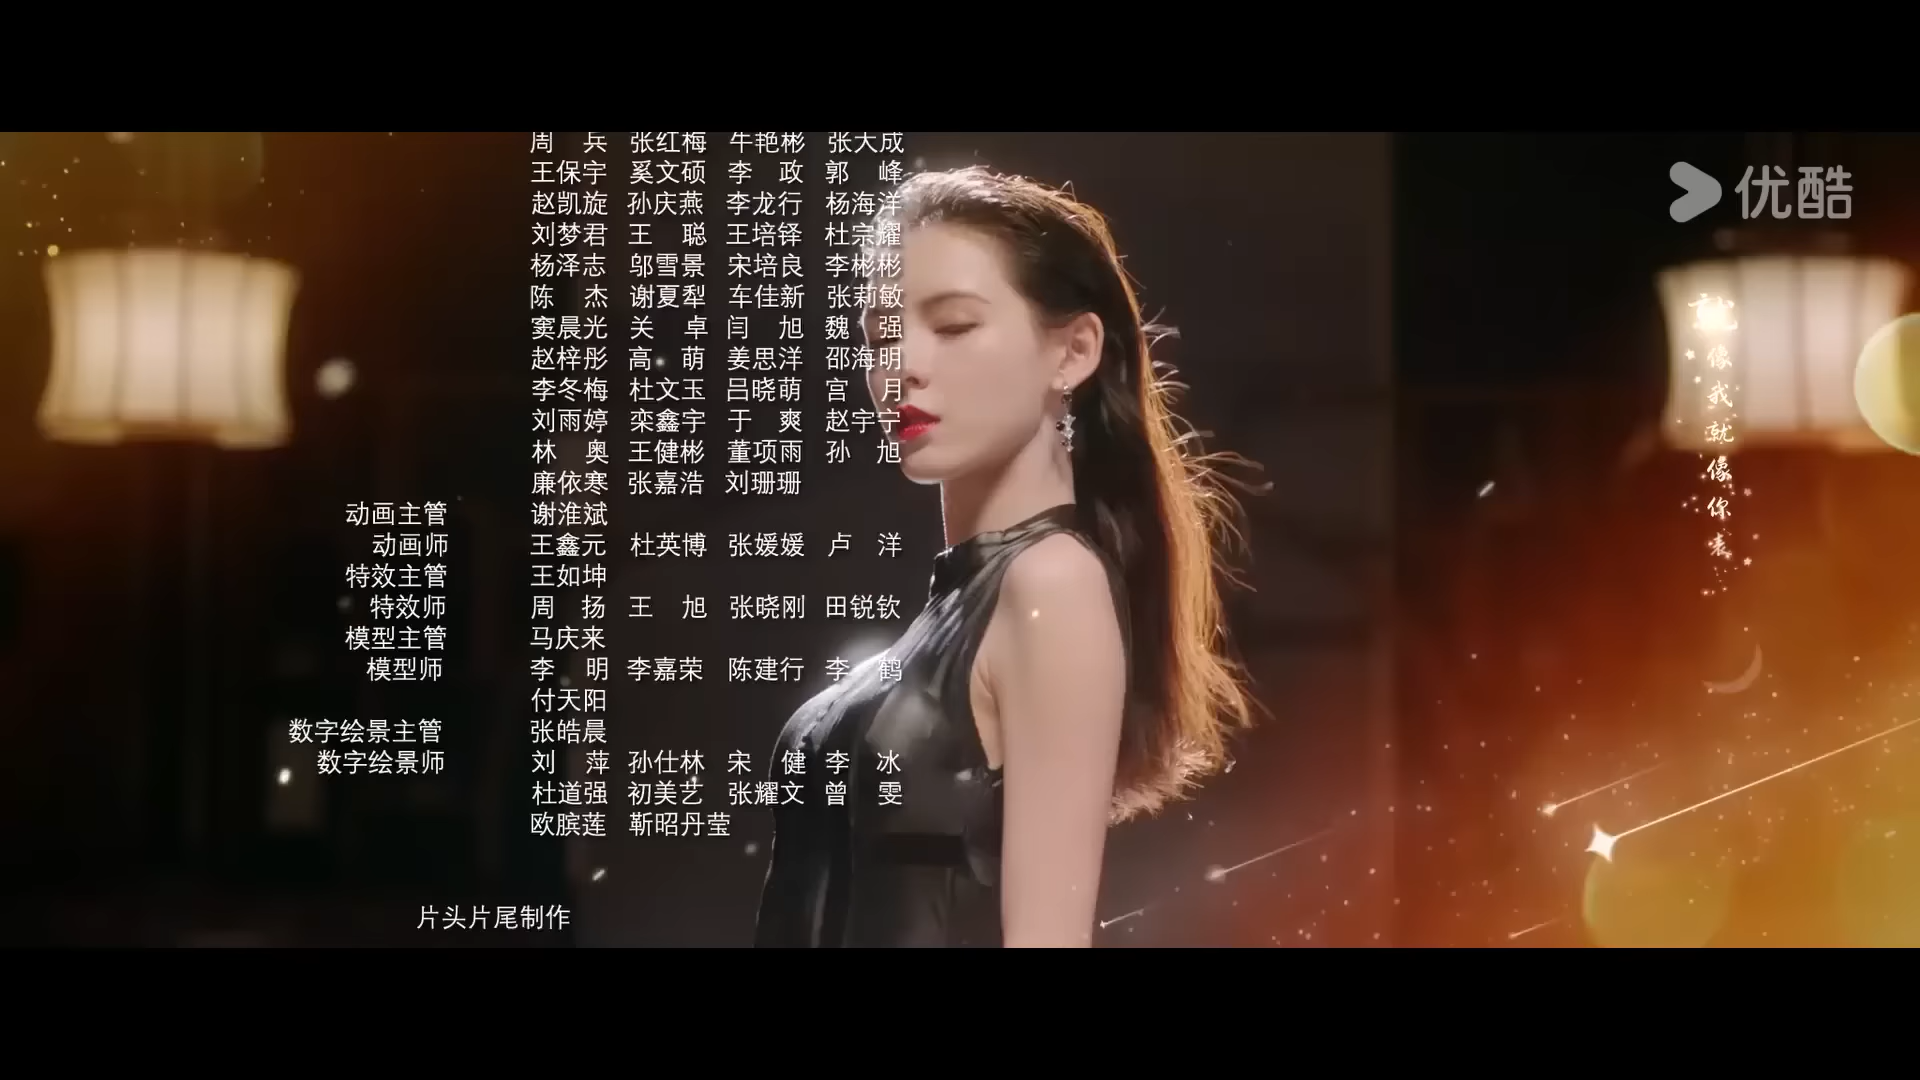 周　兵　张红梅　牛艳彬　张大成
王保宇　奚文硕　李　政　郭　峰
赵凯旋　孙庆燕　李龙行　杨海洋
刘梦君　王　聪　王培铎　杜宗耀
杨泽志　邬雪景　宋培良　李彬彬
陈　杰　谢夏犁　车佳新　张莉敏
窦晨光　关　卓　闫　旭　魏　强
赵梓彤　高　萌　姜思洋　邵海明
李冬梅　杜文玉　吕晓萌　宫　月
刘雨婷　栾鑫宇　于　爽　赵宇宁
林　奥　王健彬　董项雨　孙　旭
廉依寒　张嘉浩　刘珊珊
动画主管　谢淮斌
动画师　王鑫元　杜英博　张媛媛　卢　洋
特效主管　王如坤
特效师　周　扬　王　旭　张晓刚　田锐钦
模型主管　马庆来
模型师　李　明　李嘉荣　陈建行　李　鹤
付天阳
数字绘景主管　张皓晨
数字绘景师　刘　萍　孙仕林　宋　健　李　冰
杜道强　初美艺　张耀文　曾　雯
欧膑莲　靳昭丹莹
片头片尾制作
优酷
就像我就像你